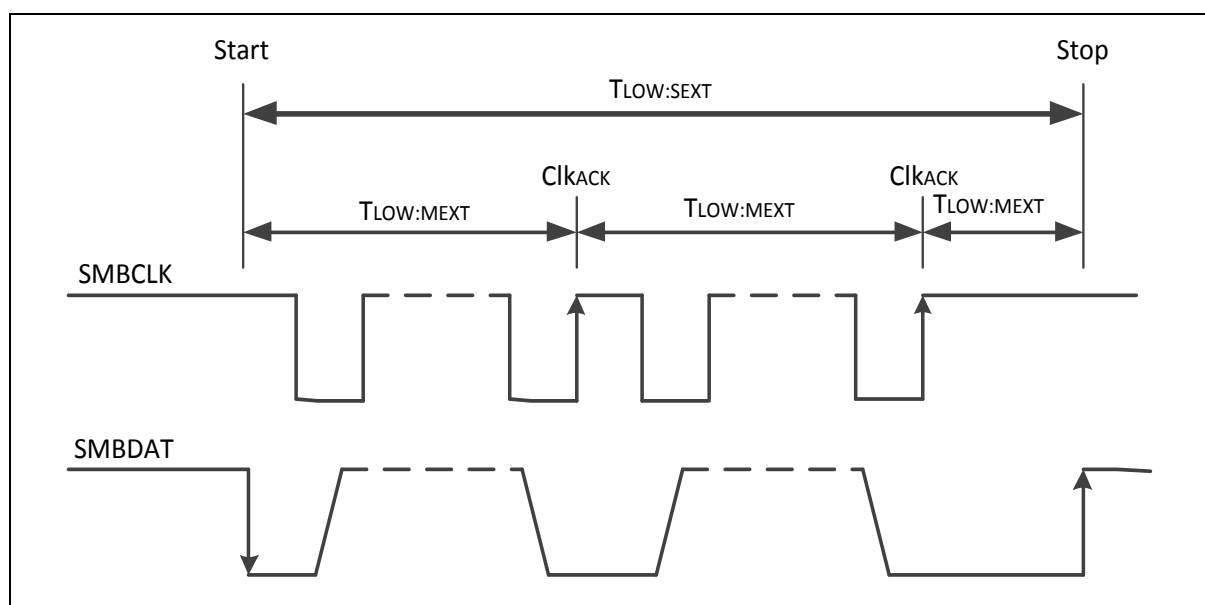 Start Stop
TLOW:SEXT
ClkACK ClkACK
TLOW:MEXT TLOW:MEXT TLOW:MEXT
SMBCLK
SMBDAT